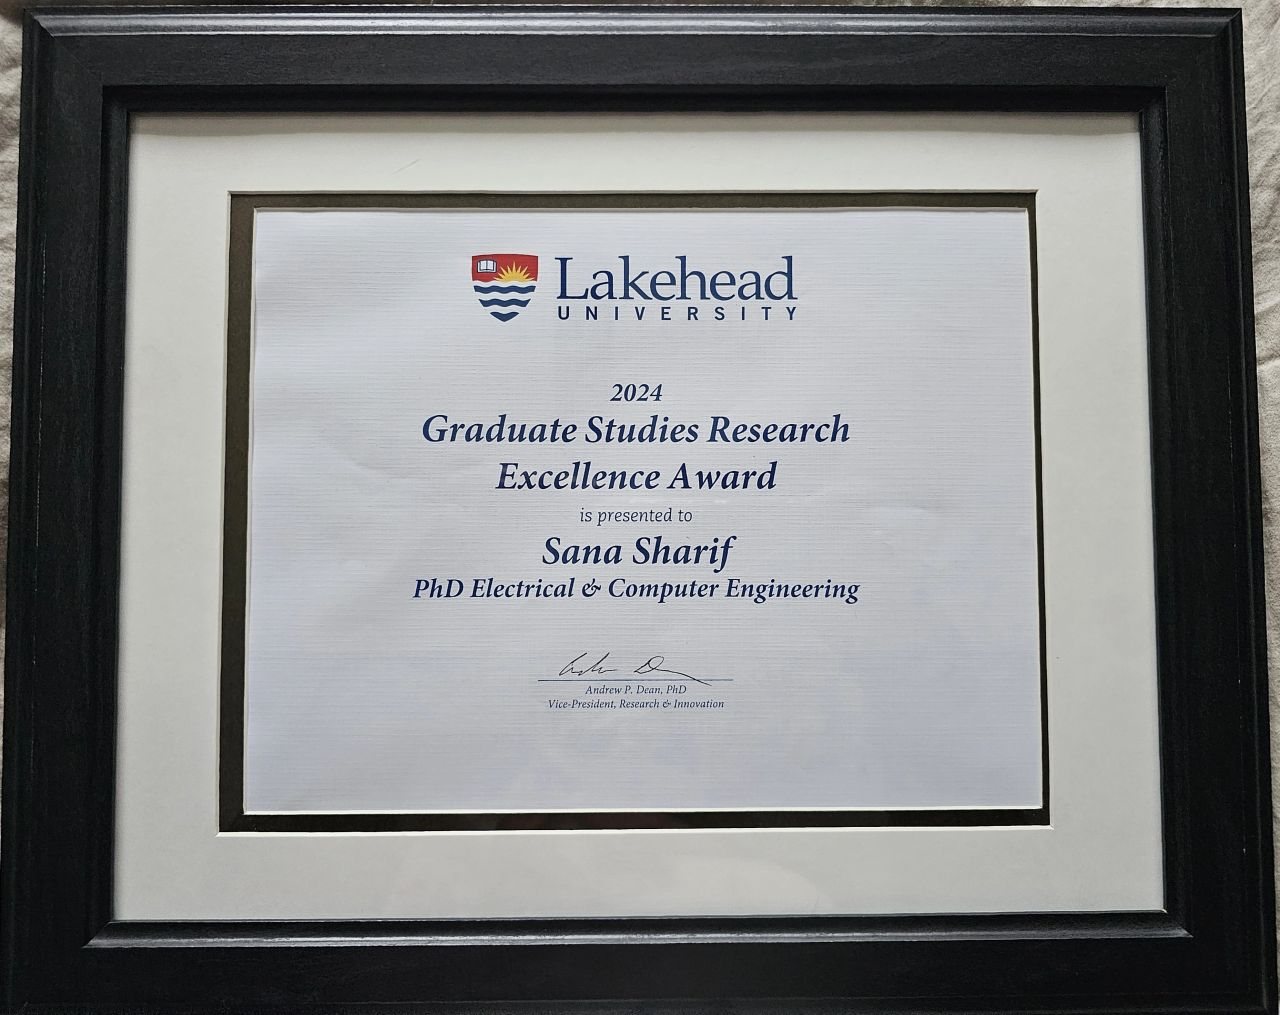 Lakehead
UNIVERSITY
2024
Graduate Studies Research
Excellence Award
is presented to
Sana Sharif
PhD Electrical & Computer Engineering
Andrew P. Dean, PhD
Vice-President, Research & Innovation